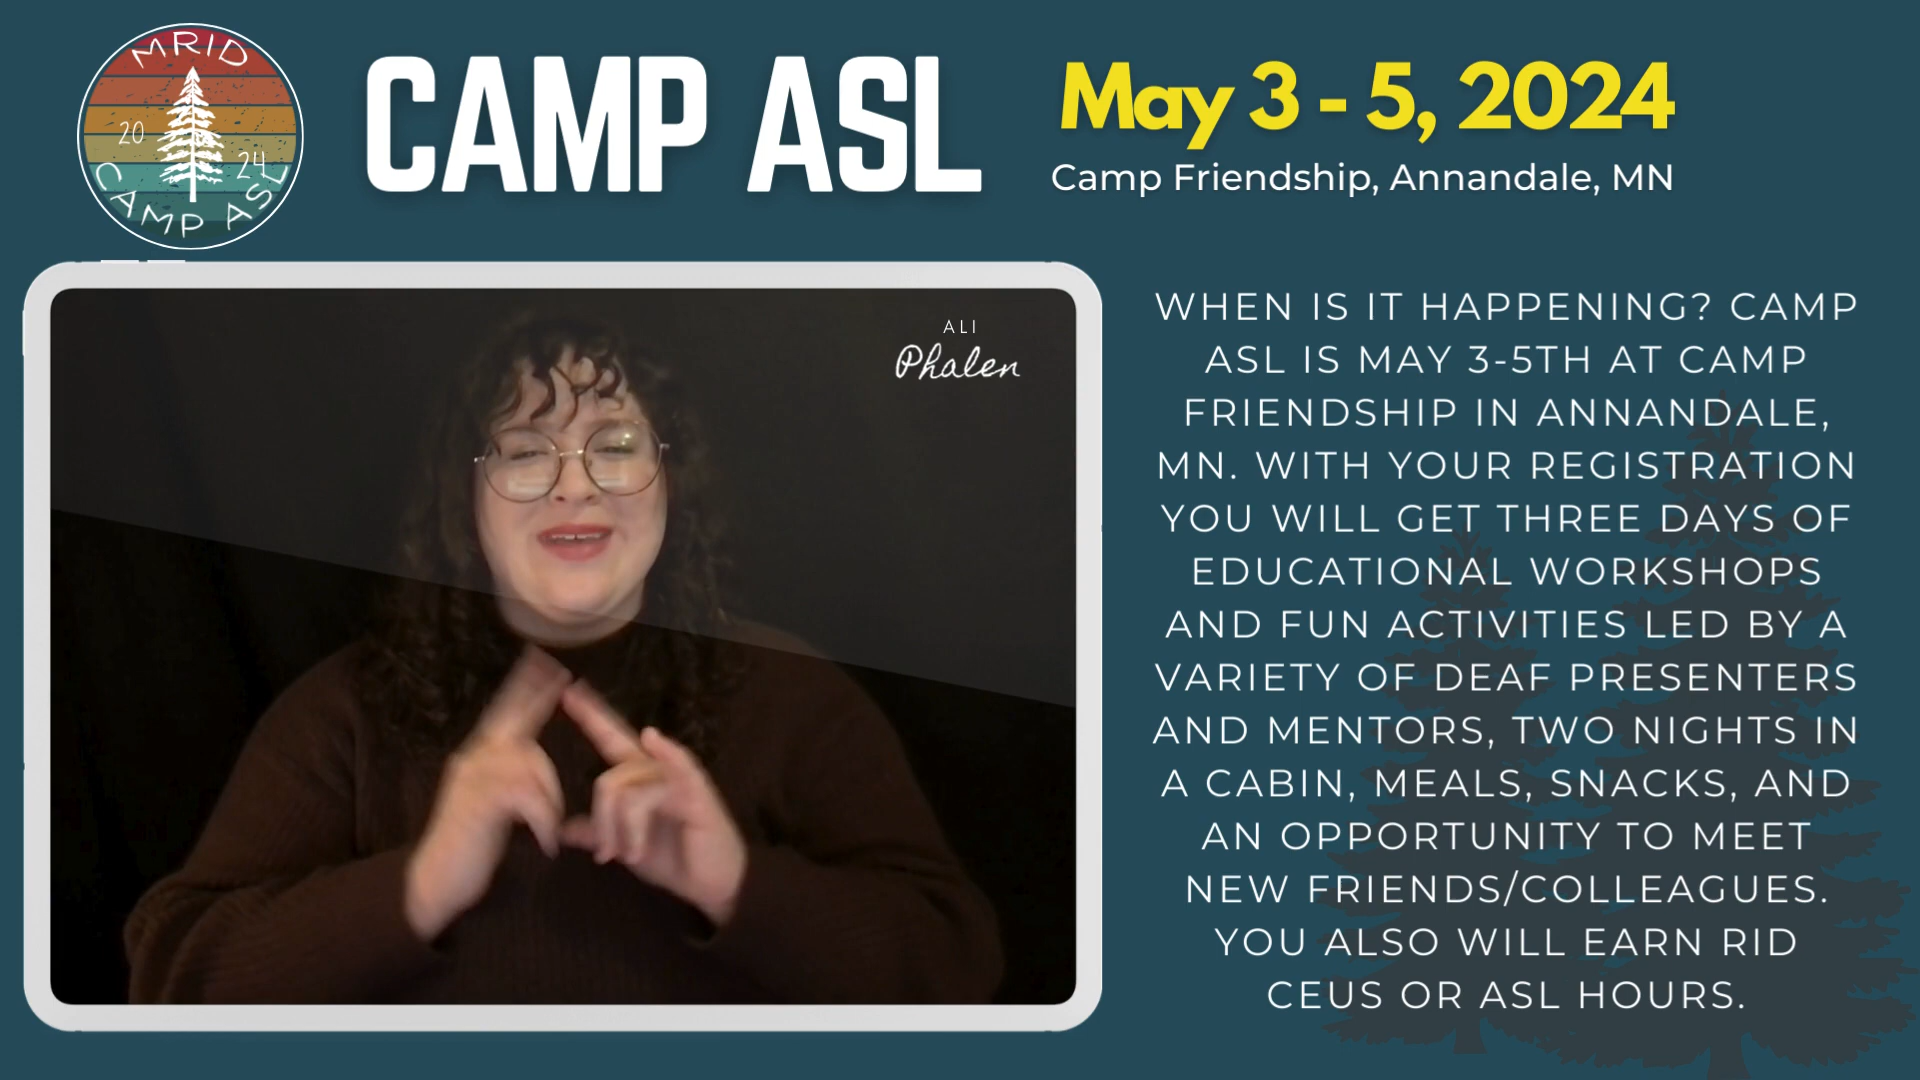 MRID
20
24
CAMP ASL
CAMP ASL
May 3 - 5, 2024
Camp Friendship, Annandale, MN
ALI
Phalen
WHEN IS IT HAPPENING? CAMP
ASL IS MAY 3-5TH AT CAMP
FRIENDSHIP IN ANNANDALE,
MN. WITH YOUR REGISTRATION
YOU WILL GET THREE DAYS OF
EDUCATIONAL WORKSHOPS
AND FUN ACTIVITIES LED BY A
VARIETY OF DEAF PRESENTERS
AND MENTORS, TWO NIGHTS IN
A CABIN, MEALS, SNACKS, AND
AN OPPORTUNITY TO MEET
NEW FRIENDS/COLLEAGUES.
YOU ALSO WILL EARN RID
CEUS OR ASL HOURS.